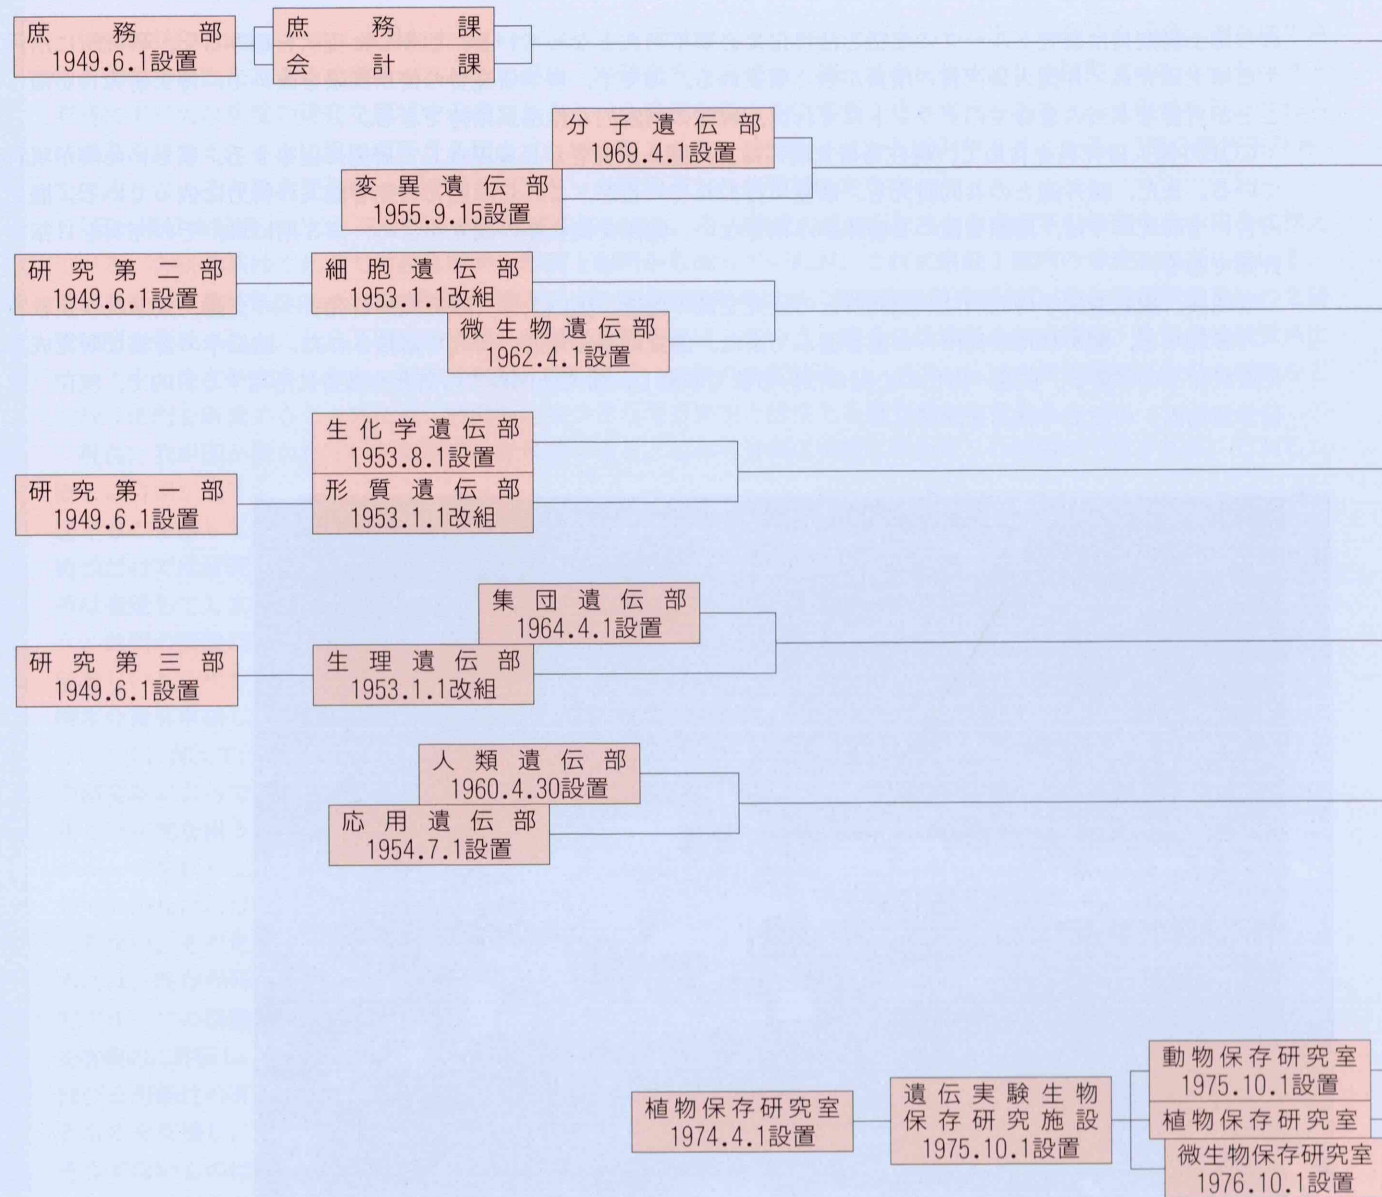 庶務部
1949.6.1設置
庶務課
会計課
分子遺伝部
1969.4.1設置
変異遺伝部
1955.9.15設置
研究第二部
1949.6.1設置
細胞遺伝部
1953.1.1改組
微生物遺伝部
1962.4.1設置
生化学遺伝部
1953.8.1設置
研究第一部
1949.6.1設置
形質遺伝部
1953.1.1改組
集団遺伝部
1964.4.1設置
研究第三部
1949.6.1設置
生理遺伝部
1953.1.1改組
人類遺伝部
1960.4.30設置
応用遺伝部
1954.7.1設置
植物保存研究室
1974.4.1設置
遺伝実験生物
保存研究施設
1975.10.1設置
動物保存研究室
1975.10.1設置
植物保存研究室
微生物保存研究室
1976.10.1設置